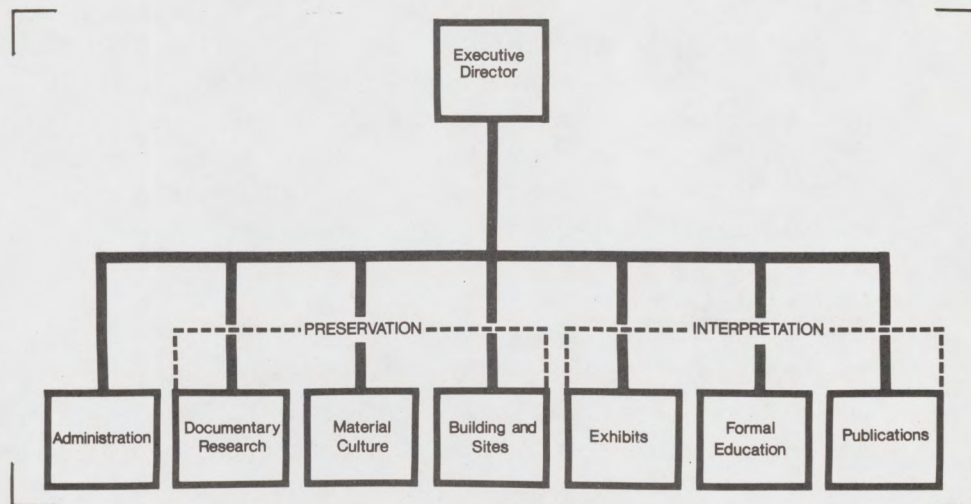 Executive
Director
PRESERVATION
INTERPRETATION
Administration
Documentary
Research
Material
Culture
Building and
Sites
Exhibits
Formal
Education
Publications